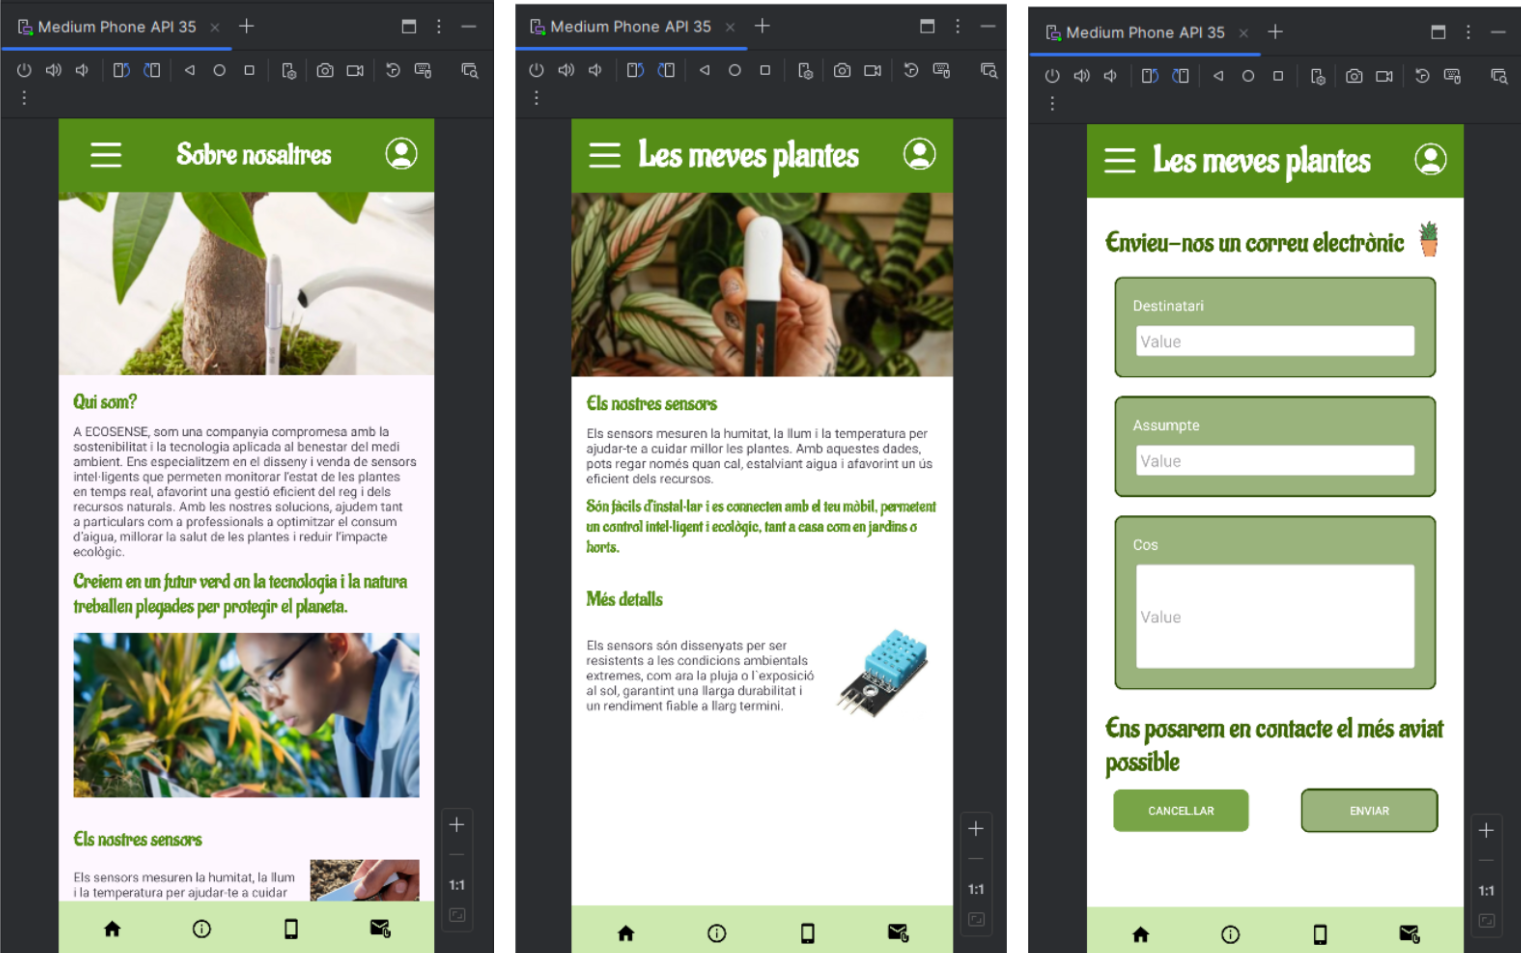 Medium Phone API 35
1:1
Sobre nosaltres
Qui som?
A ECOSENSE, som una companyia compromesa amb la
sostenibilitat i la tecnologia aplicada al benestar del medi
ambient. Ens especialitzem en el disseny i venda de sensors
intel·ligents que permeten monitorar l'estat de les plantes
en temps real, afavorint una gestió eficient del reg i dels
recursos naturals. Amb les nostres solucions, ajudem tant
a particulars com a professionals a optimitzar el consum
d'aigua, millorar la salut de les plantes i reduir l'impacte
ecològic.
Creiem en un futur verd on la tecnologia i la natura
treballen plegades per protegir el planeta.
Els nostres sensors
Els sensors mesuren la humitat, la llum
i la temperatura per ajudar-te a cuidar
Medium Phone API 35
1:1
Les meves plantes
Els nostres sensors
Els sensors mesuren la humitat, la llum i la temperatura per
ajudar-te a cuidar millor les plantes. Amb aquestes dades,
pots regar només quan cal, estalviant aigua i afavorint un ús
eficient dels recursos.
Són fàcils d'instal·lar i es connecten amb el teu mòbil, permetent
un control intel·ligent i ecològic, tant a casa com en jardins o
horts.
Més detalls
Els sensors són dissenyats per ser
resistents a les condicions ambientals
extremes, com ara la pluja o l`exposició
al sol, garantint una llarga durabilitat i
un rendiment fiable a llarg termini.
Medium Phone API 35
1:1
Les meves plantes
Envieu-nos un correu electrònic
Destinatari
Value
Assumpte
Value
Cos
Value
Ens posarem en contacte el més aviat
possible
CANCEL.LAR
ENVIAR